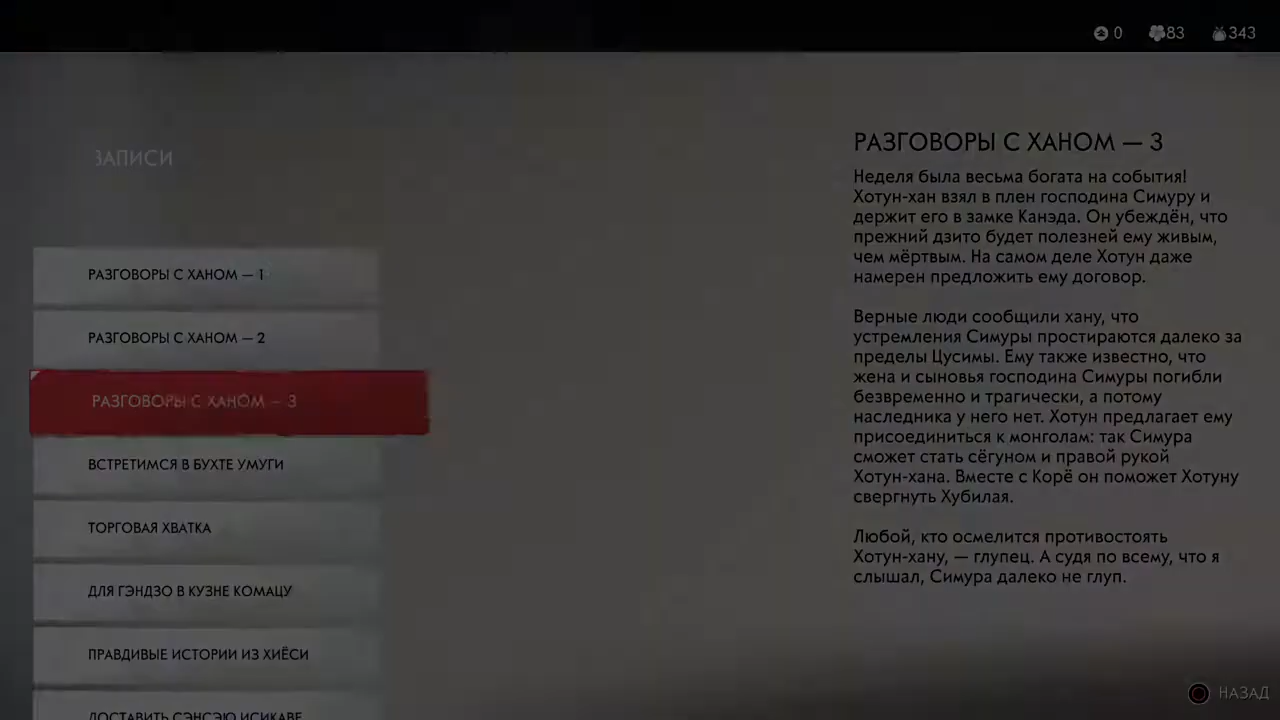 0 83 343
ЗАПИСИ
РАЗГОВОРЫ С ХАНОМ — 1
РАЗГОВОРЫ С ХАНОМ — 2
РАЗГОВОРЫ С ХАНОМ — 3
ВСТРЕТИМСЯ В БУХТЕ УМУГИ
ТОРГОВАЯ ХВАТКА
ДЛЯ ГЭНДЗО В КУЗНЕ КОМАЦУ
ПРАВДИВЫЕ ИСТОРИИ ИЗ ХИЁСИ
ДОСТАВИТЬ СЭНСЭЮ ИСИКАВЕ
РАЗГОВОРЫ С ХАНОМ — 3
Неделя была весьма богата на события!
Хотун-хан взял в плен господина Симуру и
держит его в замке Канэда. Он убеждён, что
прежний дзито будет полезней ему живым,
чем мёртвым. На самом деле Хотун даже
намерен предложить ему договор.
Верные люди сообщили хану, что
устремления Симуры простираются далеко за
пределы Цусимы. Ему также известно, что
жена и сыновья господина Симуры погибли
безвременно и трагически, а потому
наследника у него нет. Хотун предлагает ему
присоединиться к монголам: так Симура
сможет стать сёгуном и правой рукой
Хотун-хана. Вместе с Корё он поможет Хотуну
свергнуть Хубилая.
Любой, кто осмелится противостоять
Хотун-хану, — глупец. А судя по всему, что я
слышал, Симура далеко не глуп.
НАЗАД